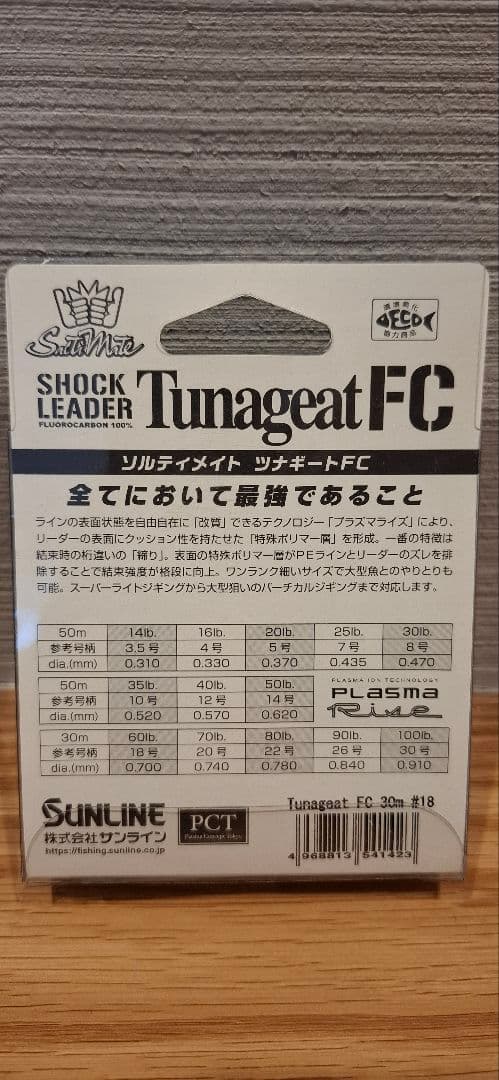 SaltiMate
環境美化
DECO
協力商品
SHOCK LEADER
FLUOROCARBON 100%
Tunageat FC
ソルティメイト ツナギートFC
全てにおいて最強であること
ラインの表面状態を自由自在に「改質」できるテクノロジー「プラズマライズ」により、
リーダーの表面にクッション性を持たせた「特殊ポリマー層」を形成。一番の特徴は
結束時の桁違いの「締り」。表面の特殊ポリマー層がPEラインとリーダーのズレを排
除することで結束強度が格段に向上。ワンランク細いサイズで大型魚とのやりとりも
可能。スーパーライトジギングから大型狙いのバーチカルジギングまで対応します。
50m 14lb. 16lb. 20lb. 25lb. 30lb.
参考号柄 3.5号 4号 5号 7号 8号
dia.(mm) 0.310 0.330 0.370 0.435 0.470
50m 35lb. 40lb. 50lb.
参考号柄 10号 12号 14号
dia.(mm) 0.520 0.570 0.620
PLASMA ION TECHNOLOGY
PLASMA
Rise
30m 60lb. 70lb. 80lb. 90lb. 100lb.
参考号柄 18号 20号 22号 26号 30号
dia.(mm) 0.700 0.740 0.780 0.840 0.910
SUNLINE
株式会社サンライン
https://fishing.sunline.co.jp
PCT
Tunageat FC 30m #18
4 968813 541423